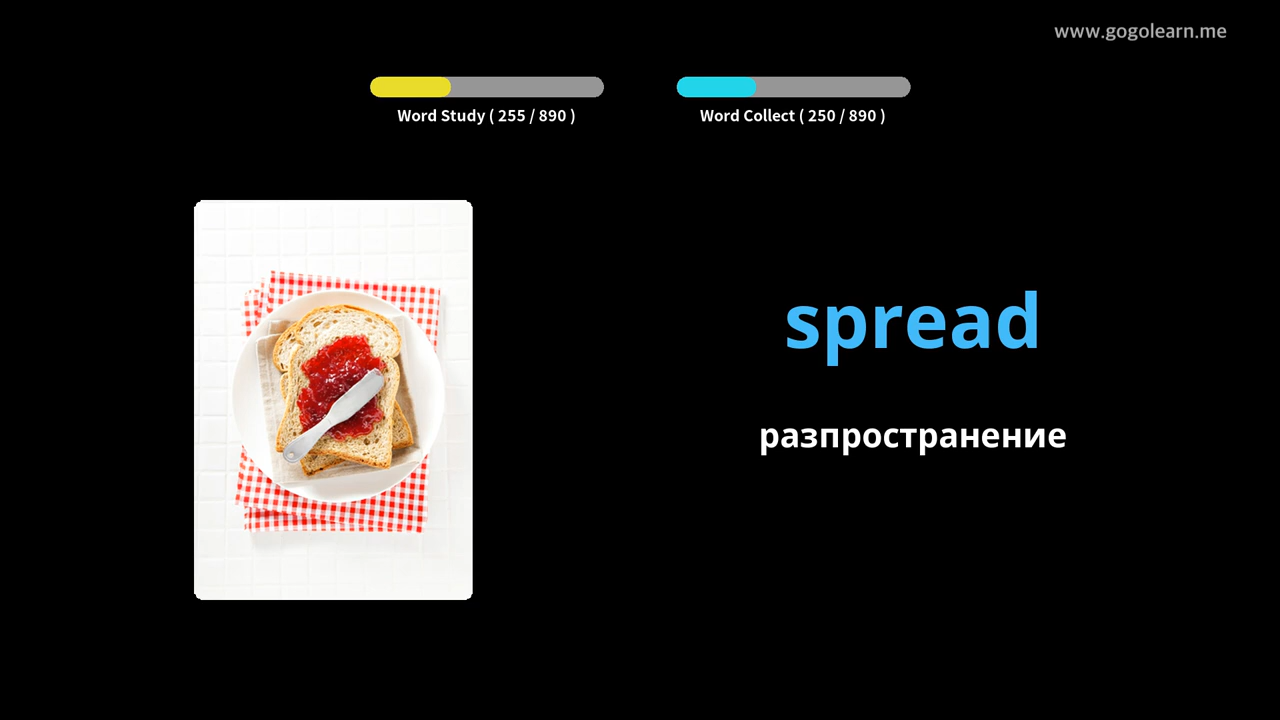 www.gogolearn.me
Word Study ( 255 / 890 )
Word Collect ( 250 / 890 )
spread
разпространение